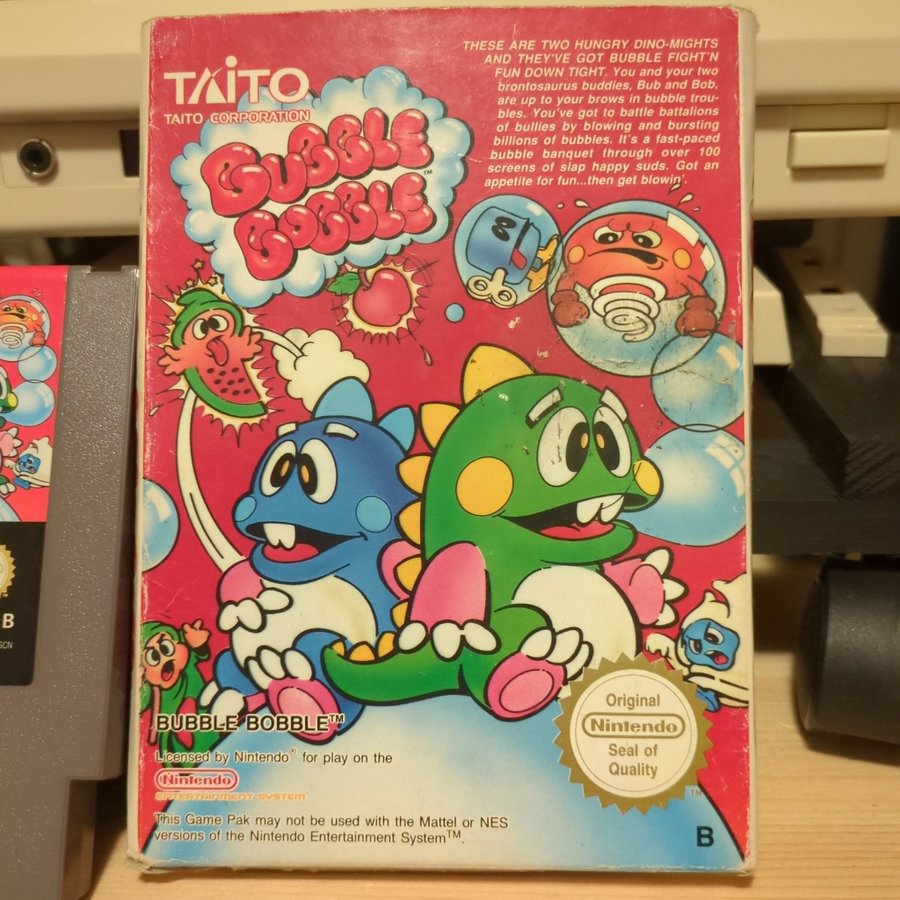 THESE ARE TWO HUNGRY DINO-MIGHTS
AND THEY'VE GOT BUBBLE FIGHT'N
FUN DOWN TIGHT. You and your two
brontosaurus buddies, Bub and Bob,
are up to your brows in bubble trou-
bles. You've got to battle battalions
of bullies by blowing and bursting
billions of bubbles. It's a fast-paced
bubble banquet through over 100
screens of slap happy suds. Got an
appetite for fun...then get blowin'.
TAITO
TAITO CORPORATION
BUBBLE
BOBBLE™
B
SCN
BUBBLE BOBBLE™
Licensed by Nintendo® for play on the
Nintendo®
ENTERTAINMENT SYSTEM™
This Game Pak may not be used with the Mattel or NES
versions of the Nintendo Entertainment System™.
Original
Nintendo
Seal of
Quality
TM
B